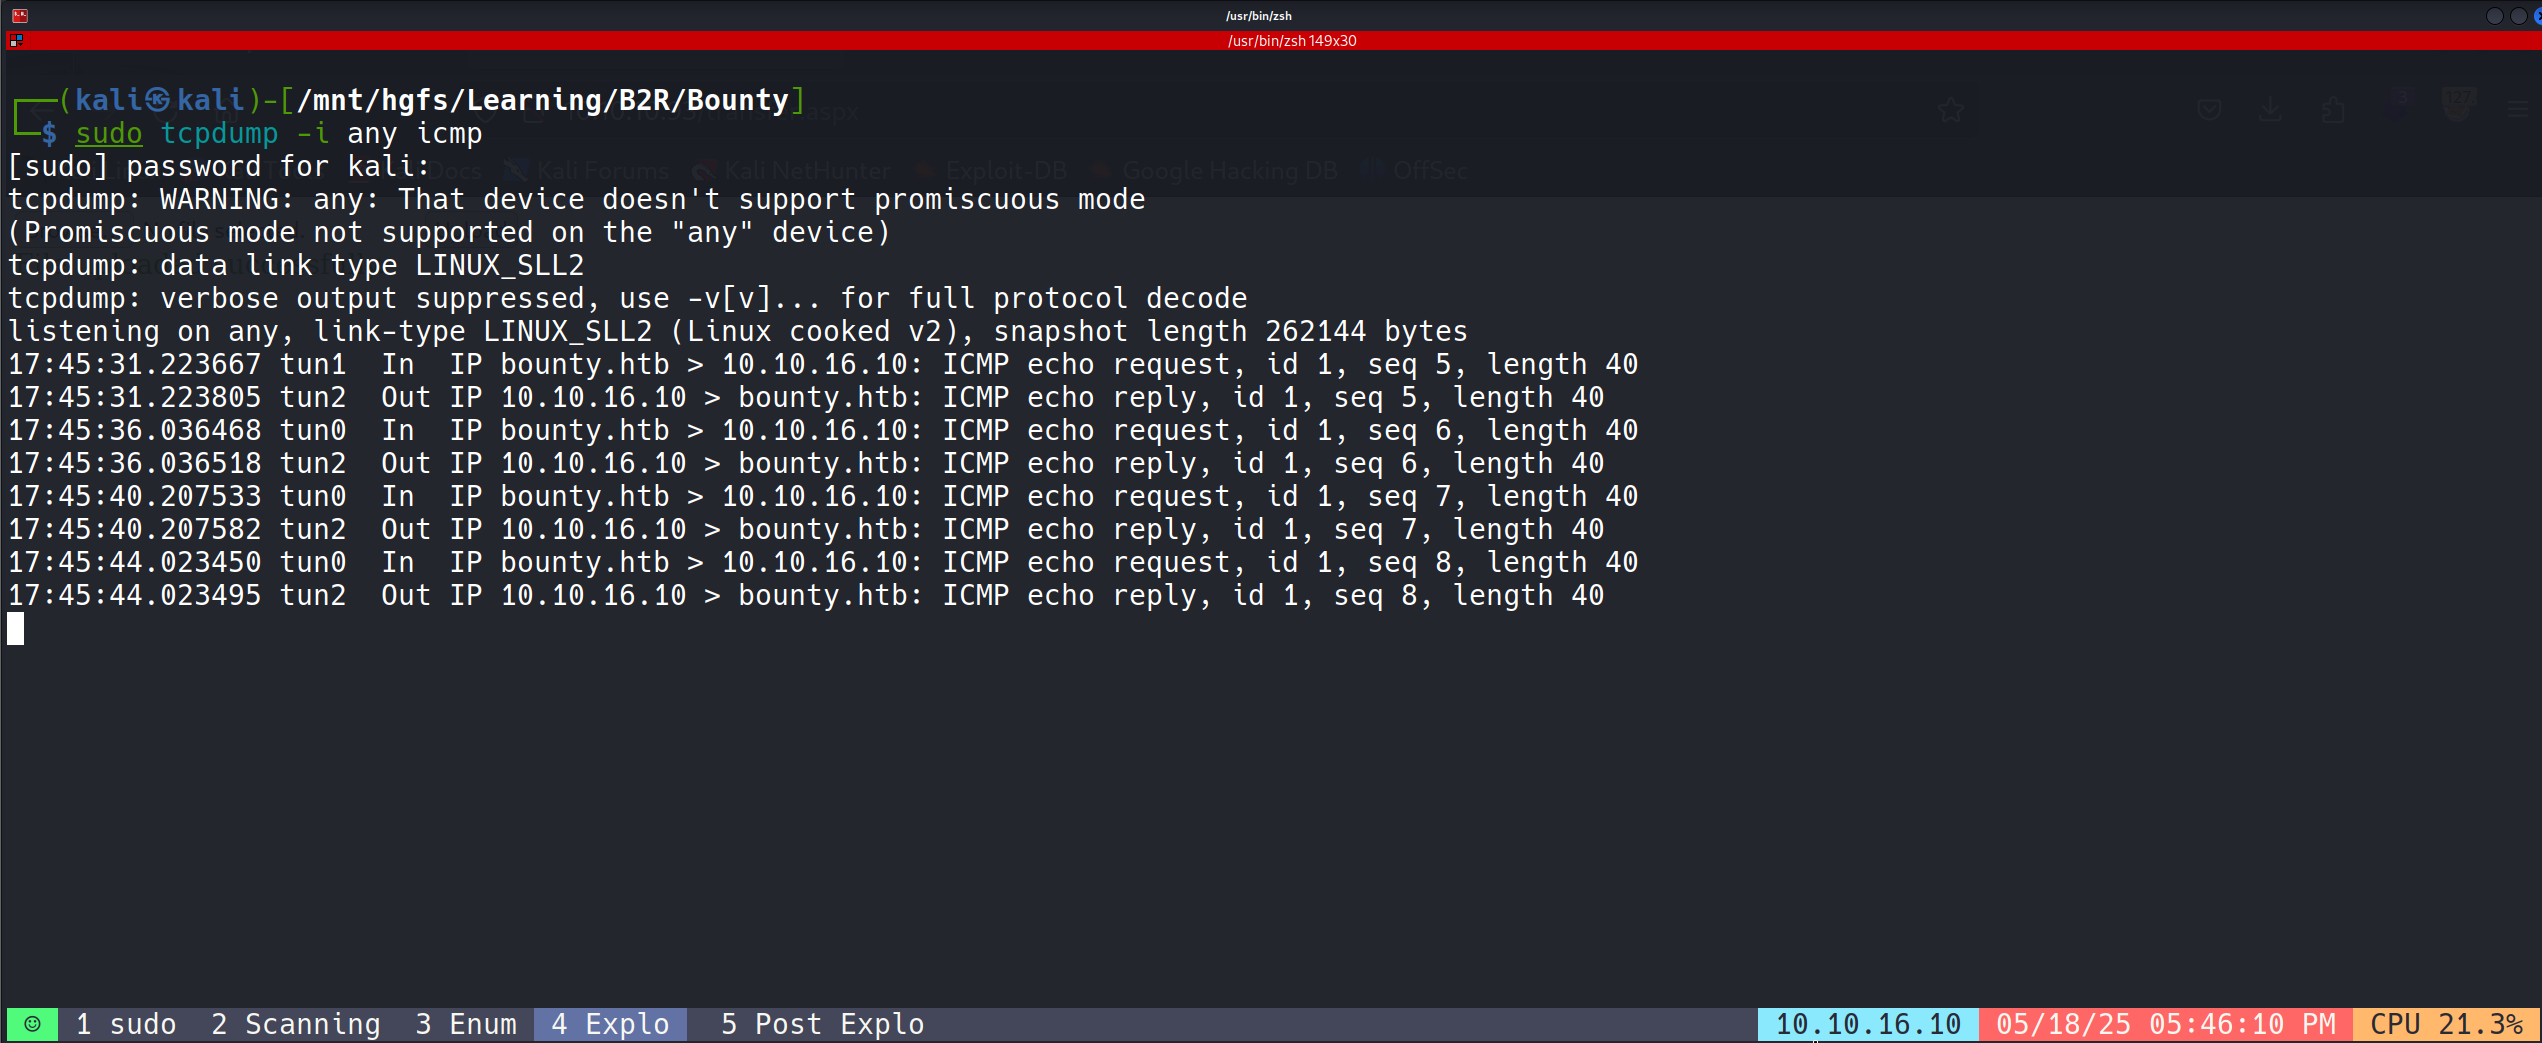 /usr/bin/zsh
/usr/bin/zsh 149x30
(kali㉿kali)-[/mnt/hgfs/Learning/B2R/Bounty]
$ sudo tcpdump -i any icmp
[sudo] password for kali:
Docs Kali Forums Kali NetHunter Exploit-DB Google Hacking DB OffSec
tcpdump: WARNING: any: That device doesn't support promiscuous mode
(Promiscuous mode not supported on the "any" device)
tcpdump: data link type LINUX_SLL2
tcpdump: verbose output suppressed, use -v[v]... for full protocol decode
listening on any, link-type LINUX_SLL2 (Linux cooked v2), snapshot length 262144 bytes
17:45:31.223667 tun1  In  IP bounty.htb > 10.10.16.10: ICMP echo request, id 1, seq 5, length 40
17:45:31.223805 tun2  Out IP 10.10.16.10 > bounty.htb: ICMP echo reply, id 1, seq 5, length 40
17:45:36.036468 tun0  In  IP bounty.htb > 10.10.16.10: ICMP echo request, id 1, seq 6, length 40
17:45:36.036518 tun2  Out IP 10.10.16.10 > bounty.htb: ICMP echo reply, id 1, seq 6, length 40
17:45:40.207533 tun0  In  IP bounty.htb > 10.10.16.10: ICMP echo request, id 1, seq 7, length 40
17:45:40.207582 tun2  Out IP 10.10.16.10 > bounty.htb: ICMP echo reply, id 1, seq 7, length 40
17:45:44.023450 tun0  In  IP bounty.htb > 10.10.16.10: ICMP echo request, id 1, seq 8, length 40
17:45:44.023495 tun2  Out IP 10.10.16.10 > bounty.htb: ICMP echo reply, id 1, seq 8, length 40
☺ 1 sudo 2 Scanning 3 Enum 4 Explo 5 Post Explo 10.10.16.10 05/18/25 05:46:10 PM CPU 21.3%